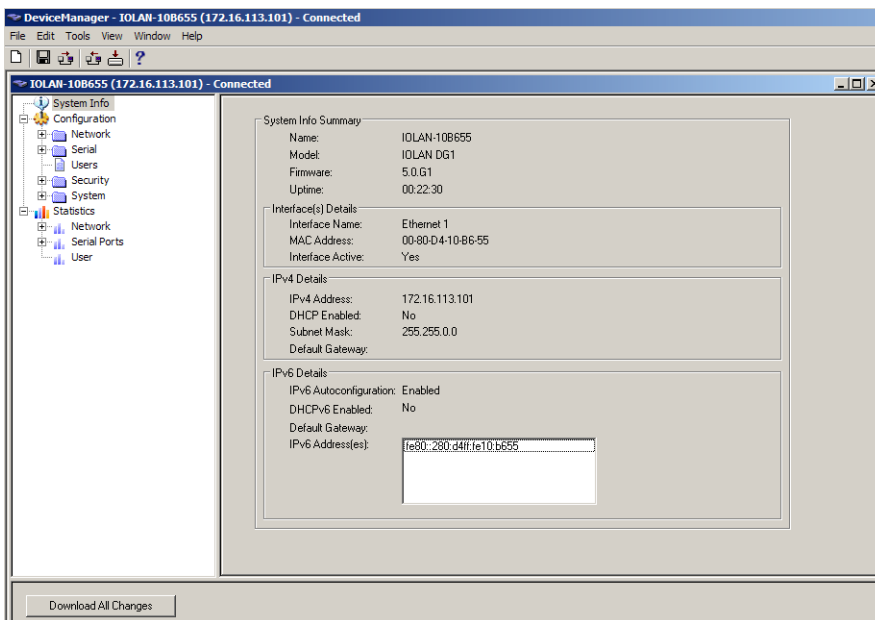 DeviceManager - IOLAN-10B655 (172.16.113.101) - Connected
File Edit Tools View Window Help
?
IOLAN-10B655 (172.16.113.101) - Connected
System Info
Configuration
Network
Serial
Users
Security
System
Statistics
Network
Serial Ports
User
System Info Summary
Name: IOLAN-10B655
Model: IOLAN DG1
Firmware: 5.0.G1
Uptime: 00:22:30
Interface(s) Details
Interface Name: Ethernet 1
MAC Address: 00-80-D4-10-B6-55
Interface Active: Yes
IPv4 Details
IPv4 Address: 172.16.113.101
DHCP Enabled: No
Subnet Mask: 255.255.0.0
Default Gateway:
IPv6 Details
IPv6 Autoconfiguration: Enabled
DHCPv6 Enabled: No
Default Gateway:
IPv6 Address(es): fe80::280:d4ff:fe10:b655
Download All Changes